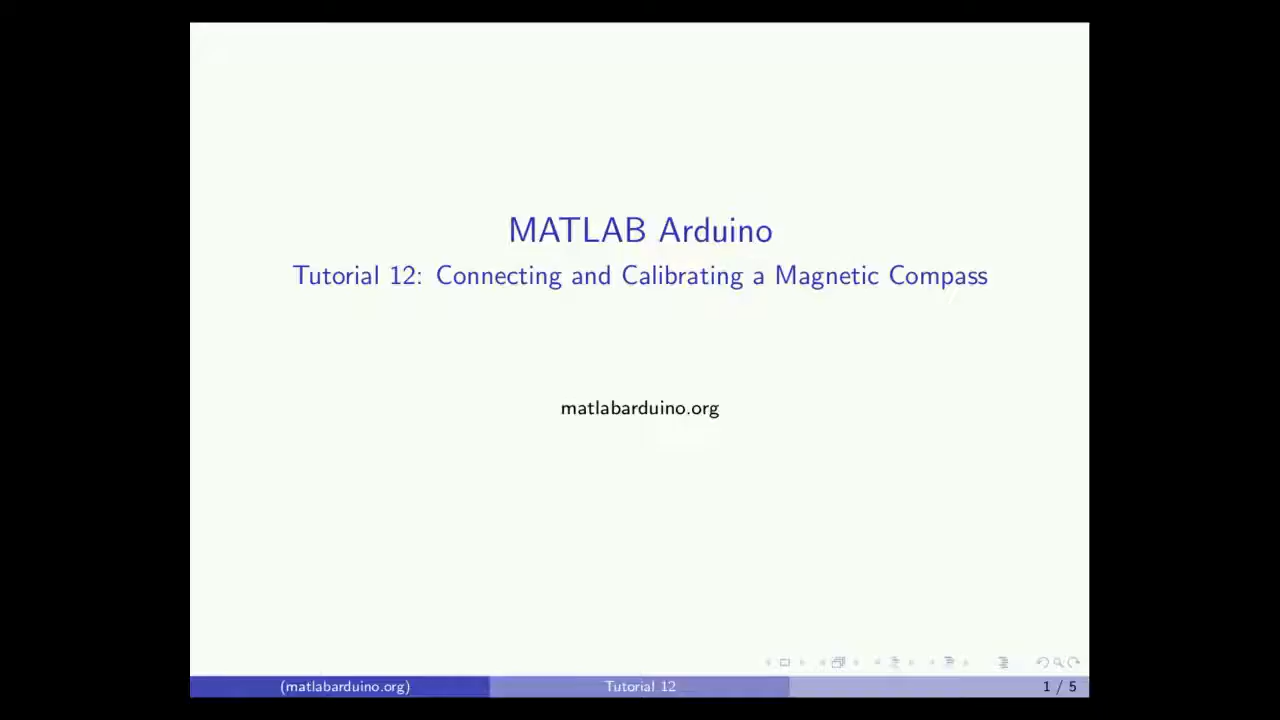 MATLAB Arduino
Tutorial 12: Connecting and Calibrating a Magnetic Compass
matlabarduino.org
(matlabarduino.org)
Tutorial 12
1 / 5